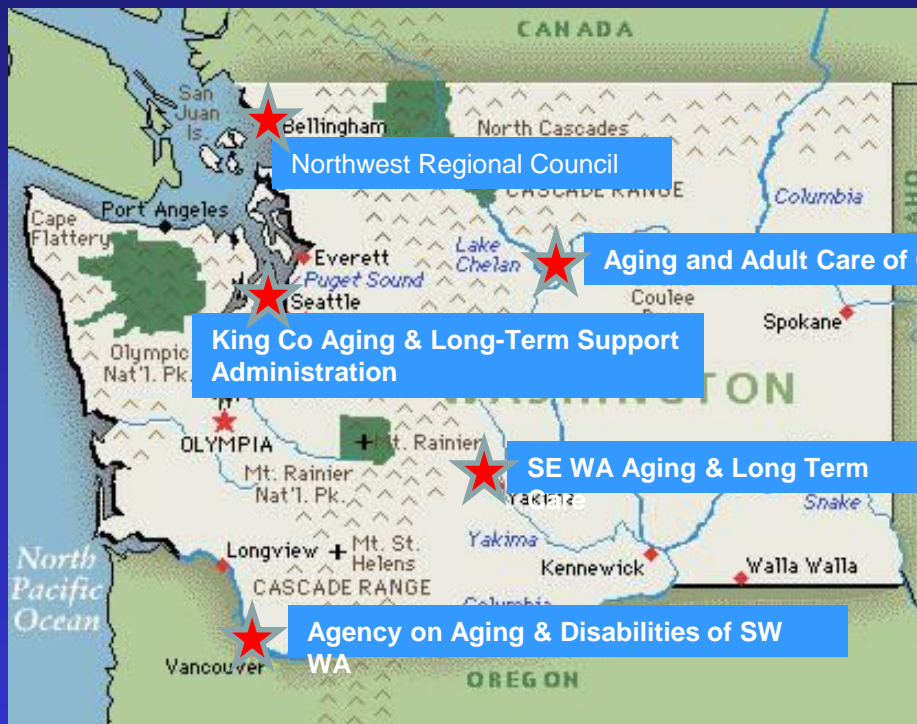 CANADA
San
Juan
Is.
Bellingham
North Cascades
Northwest Regional Council
CASCADE RANGE
Columbia
Cape
Flattery
Port Angeles
Everett
Lake
Chelan
Aging and Adult Care of
Puget Sound
Seattle
Coulee
Spokane
King Co Aging & Long-Term Support
Administration
Olympic
Nat'l. Pk.
WASHINGTON
OLYMPIA
Mt. Rainier
Mt. Rainier
Nat'l. Pk.
SE WA Aging & Long Term
Care
Yakima
Snake
North
Pacific
Ocean
Longview
Mt. St.
Helens
Yakima
Kennewick
Walla Walla
CASCADE RANGE
Columbia
Agency on Aging & Disabilities of SW
WA
Vancouver
OREGON